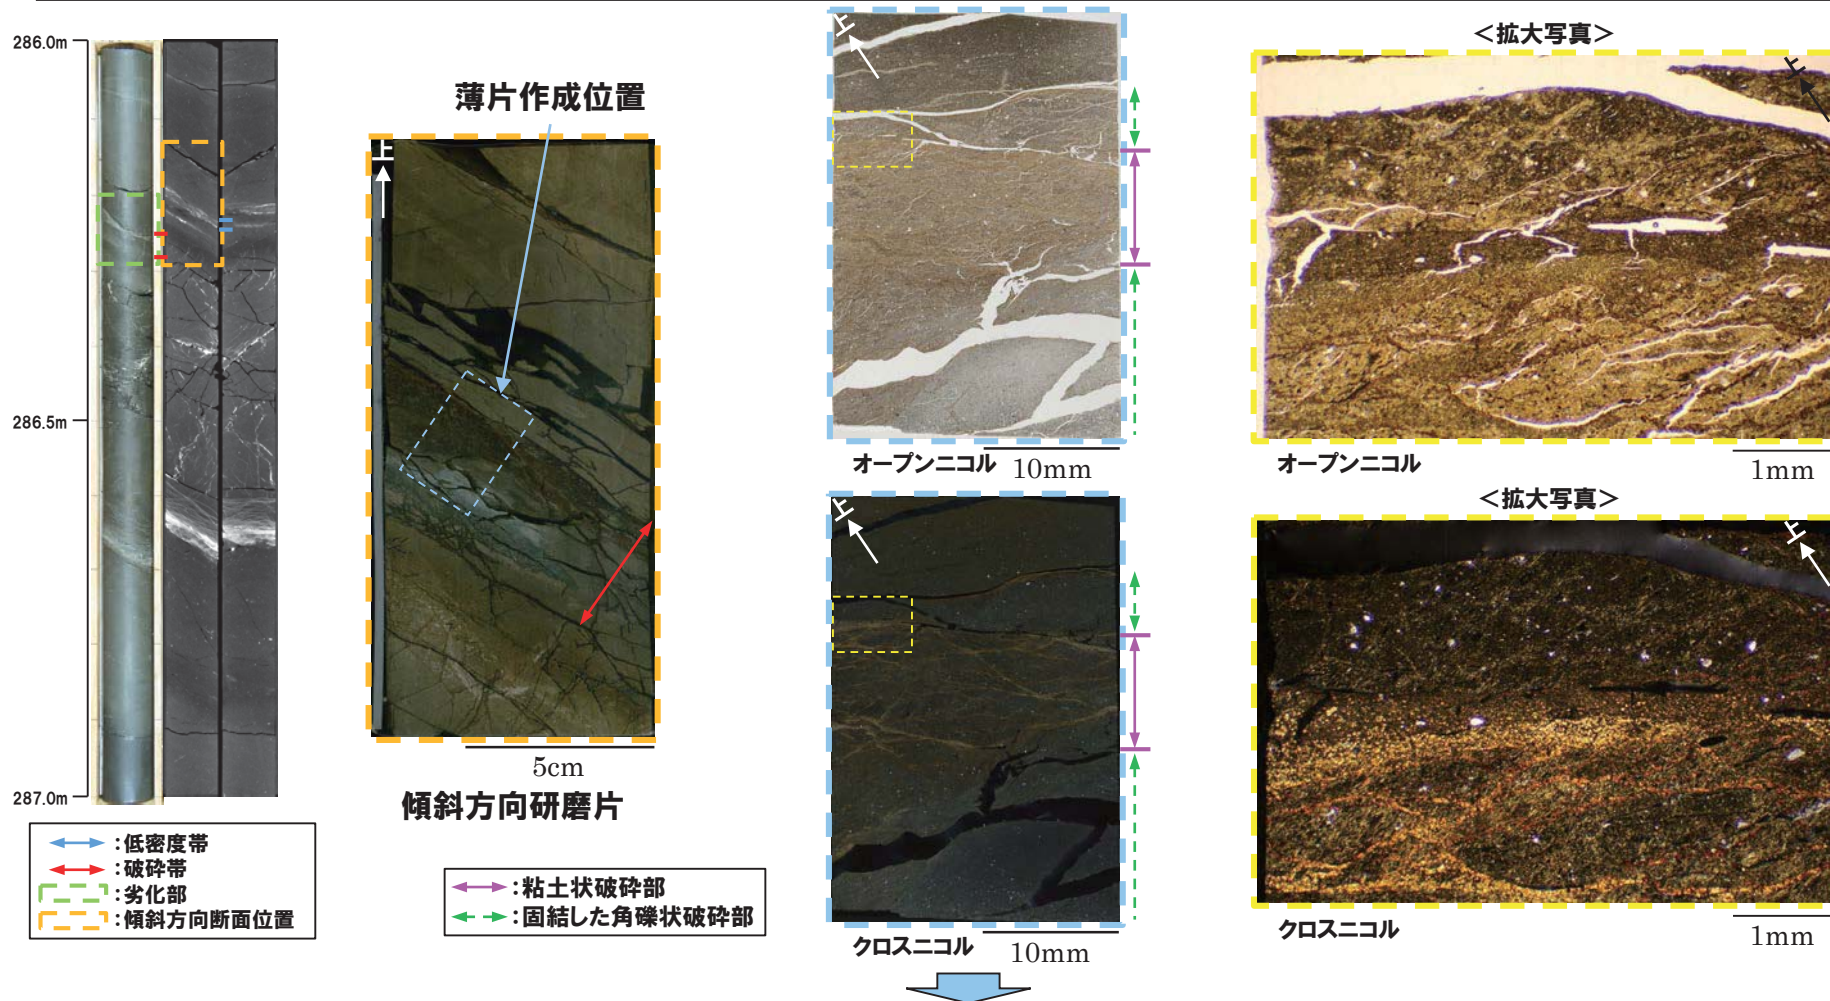 286.0m
286.5m
287.0m
:低密度帯
:破砕帯
:劣化部
:傾斜方向断面位置
薄片作成位置
上
5cm
傾斜方向研磨片
:粘土状破砕部
:固結した角礫状破砕部
上
オープンニコル
10mm
上
クロスニコル
10mm
<拡大写真>
上
オープンニコル
1mm
<拡大写真>
上
クロスニコル
1mm